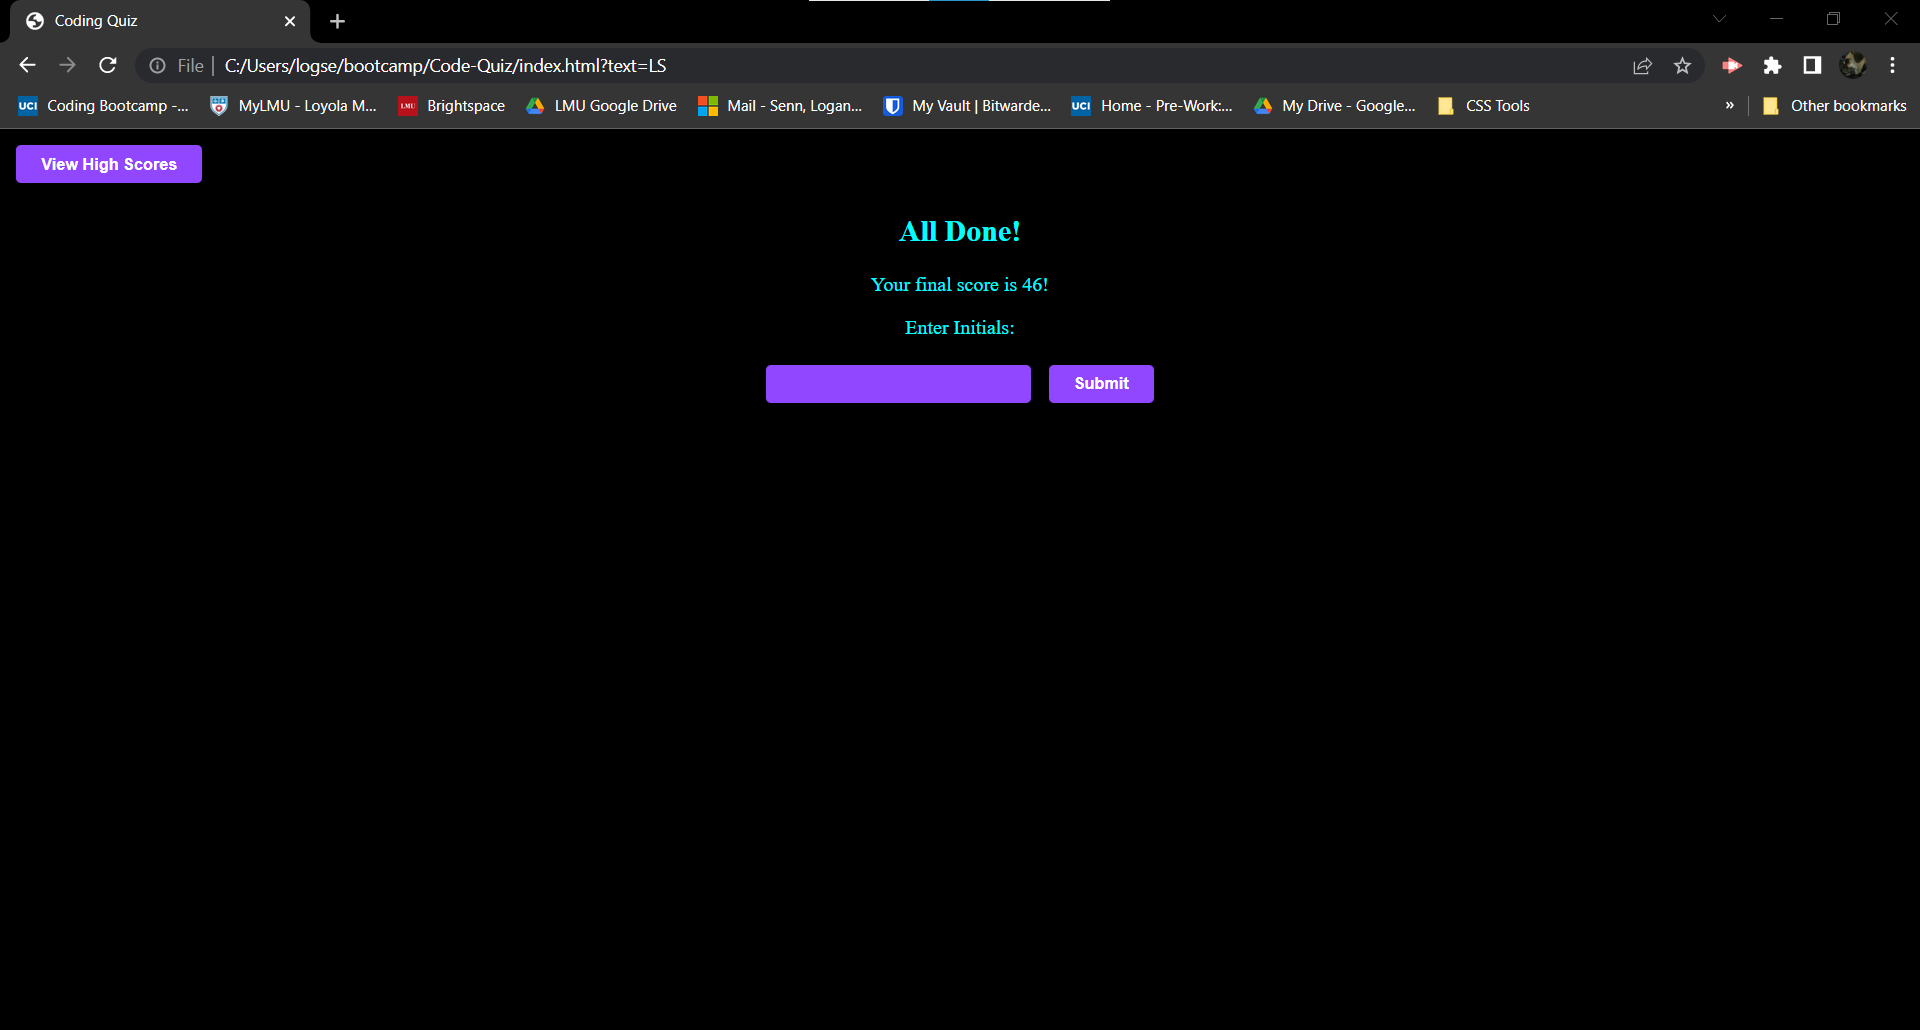 Coding Quiz
File | C:/Users/logse/bootcamp/Code-Quiz/index.html?text=LS
UCI Coding Bootcamp -... MyLMU - Loyola M... LMU Brightspace LMU Google Drive Mail - Senn, Logan... My Vault | Bitwarde... UCI Home - Pre-Work:... My Drive - Google... CSS Tools » Other bookmarks
View High Scores
All Done!
Your final score is 46!
Enter Initials:
Submit